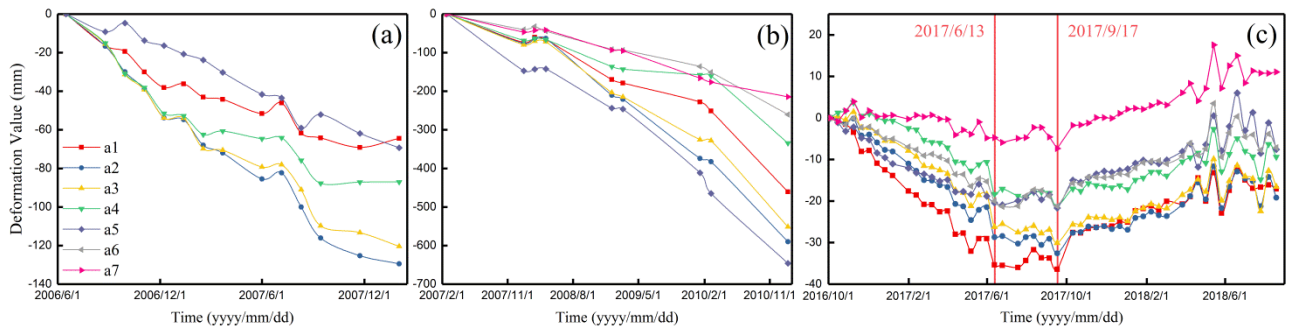 Deformation Value (mm)
0
-20
-40
-60
-80
-100
-120
-140
a1
a2
a3
a4
a5
a6
a7
(a)
2006/6/1
2006/12/1
2007/6/1
2007/12/1
Time (yyyy/mm/dd)
0
-100
-200
-300
-400
-500
-600
-700
(b)
2007/2/1
2007/11/1
2008/8/1
2009/5/1
2010/2/1
2010/11/1
Time (yyyy/mm/dd)
20
10
0
-10
-20
-30
-40
2017/6/13
2017/9/17
(c)
2016/10/1
2017/2/1
2017/6/1
2017/10/1
2018/2/1
2018/6/1
Time (yyyy/mm/dd)